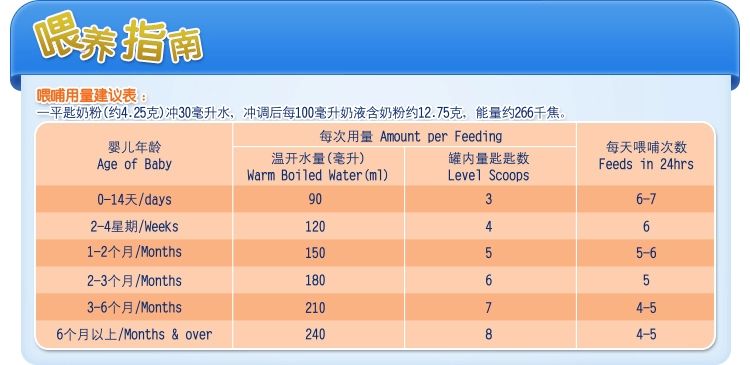 喂养指南
喂哺用量建议表：
一平匙奶粉(约4.25克)冲30毫升水，冲调后每100毫升奶液含奶粉约12.75克，能量约266千焦。
婴儿年龄
Age of Baby
每次用量 Amount per Feeding
温开水量(毫升)
Warm Boiled Water(ml)
罐内量匙匙数
Level Scoops
每天喂哺次数
Feeds in 24hrs
0-14天/days 90 3 6-7
2-4星期/Weeks 120 4 6
1-2个月/Months 150 5 5-6
2-3个月/Months 180 6 5
3-6个月/Months 210 7 4-5
6个月以上/Months & over 240 8 4-5